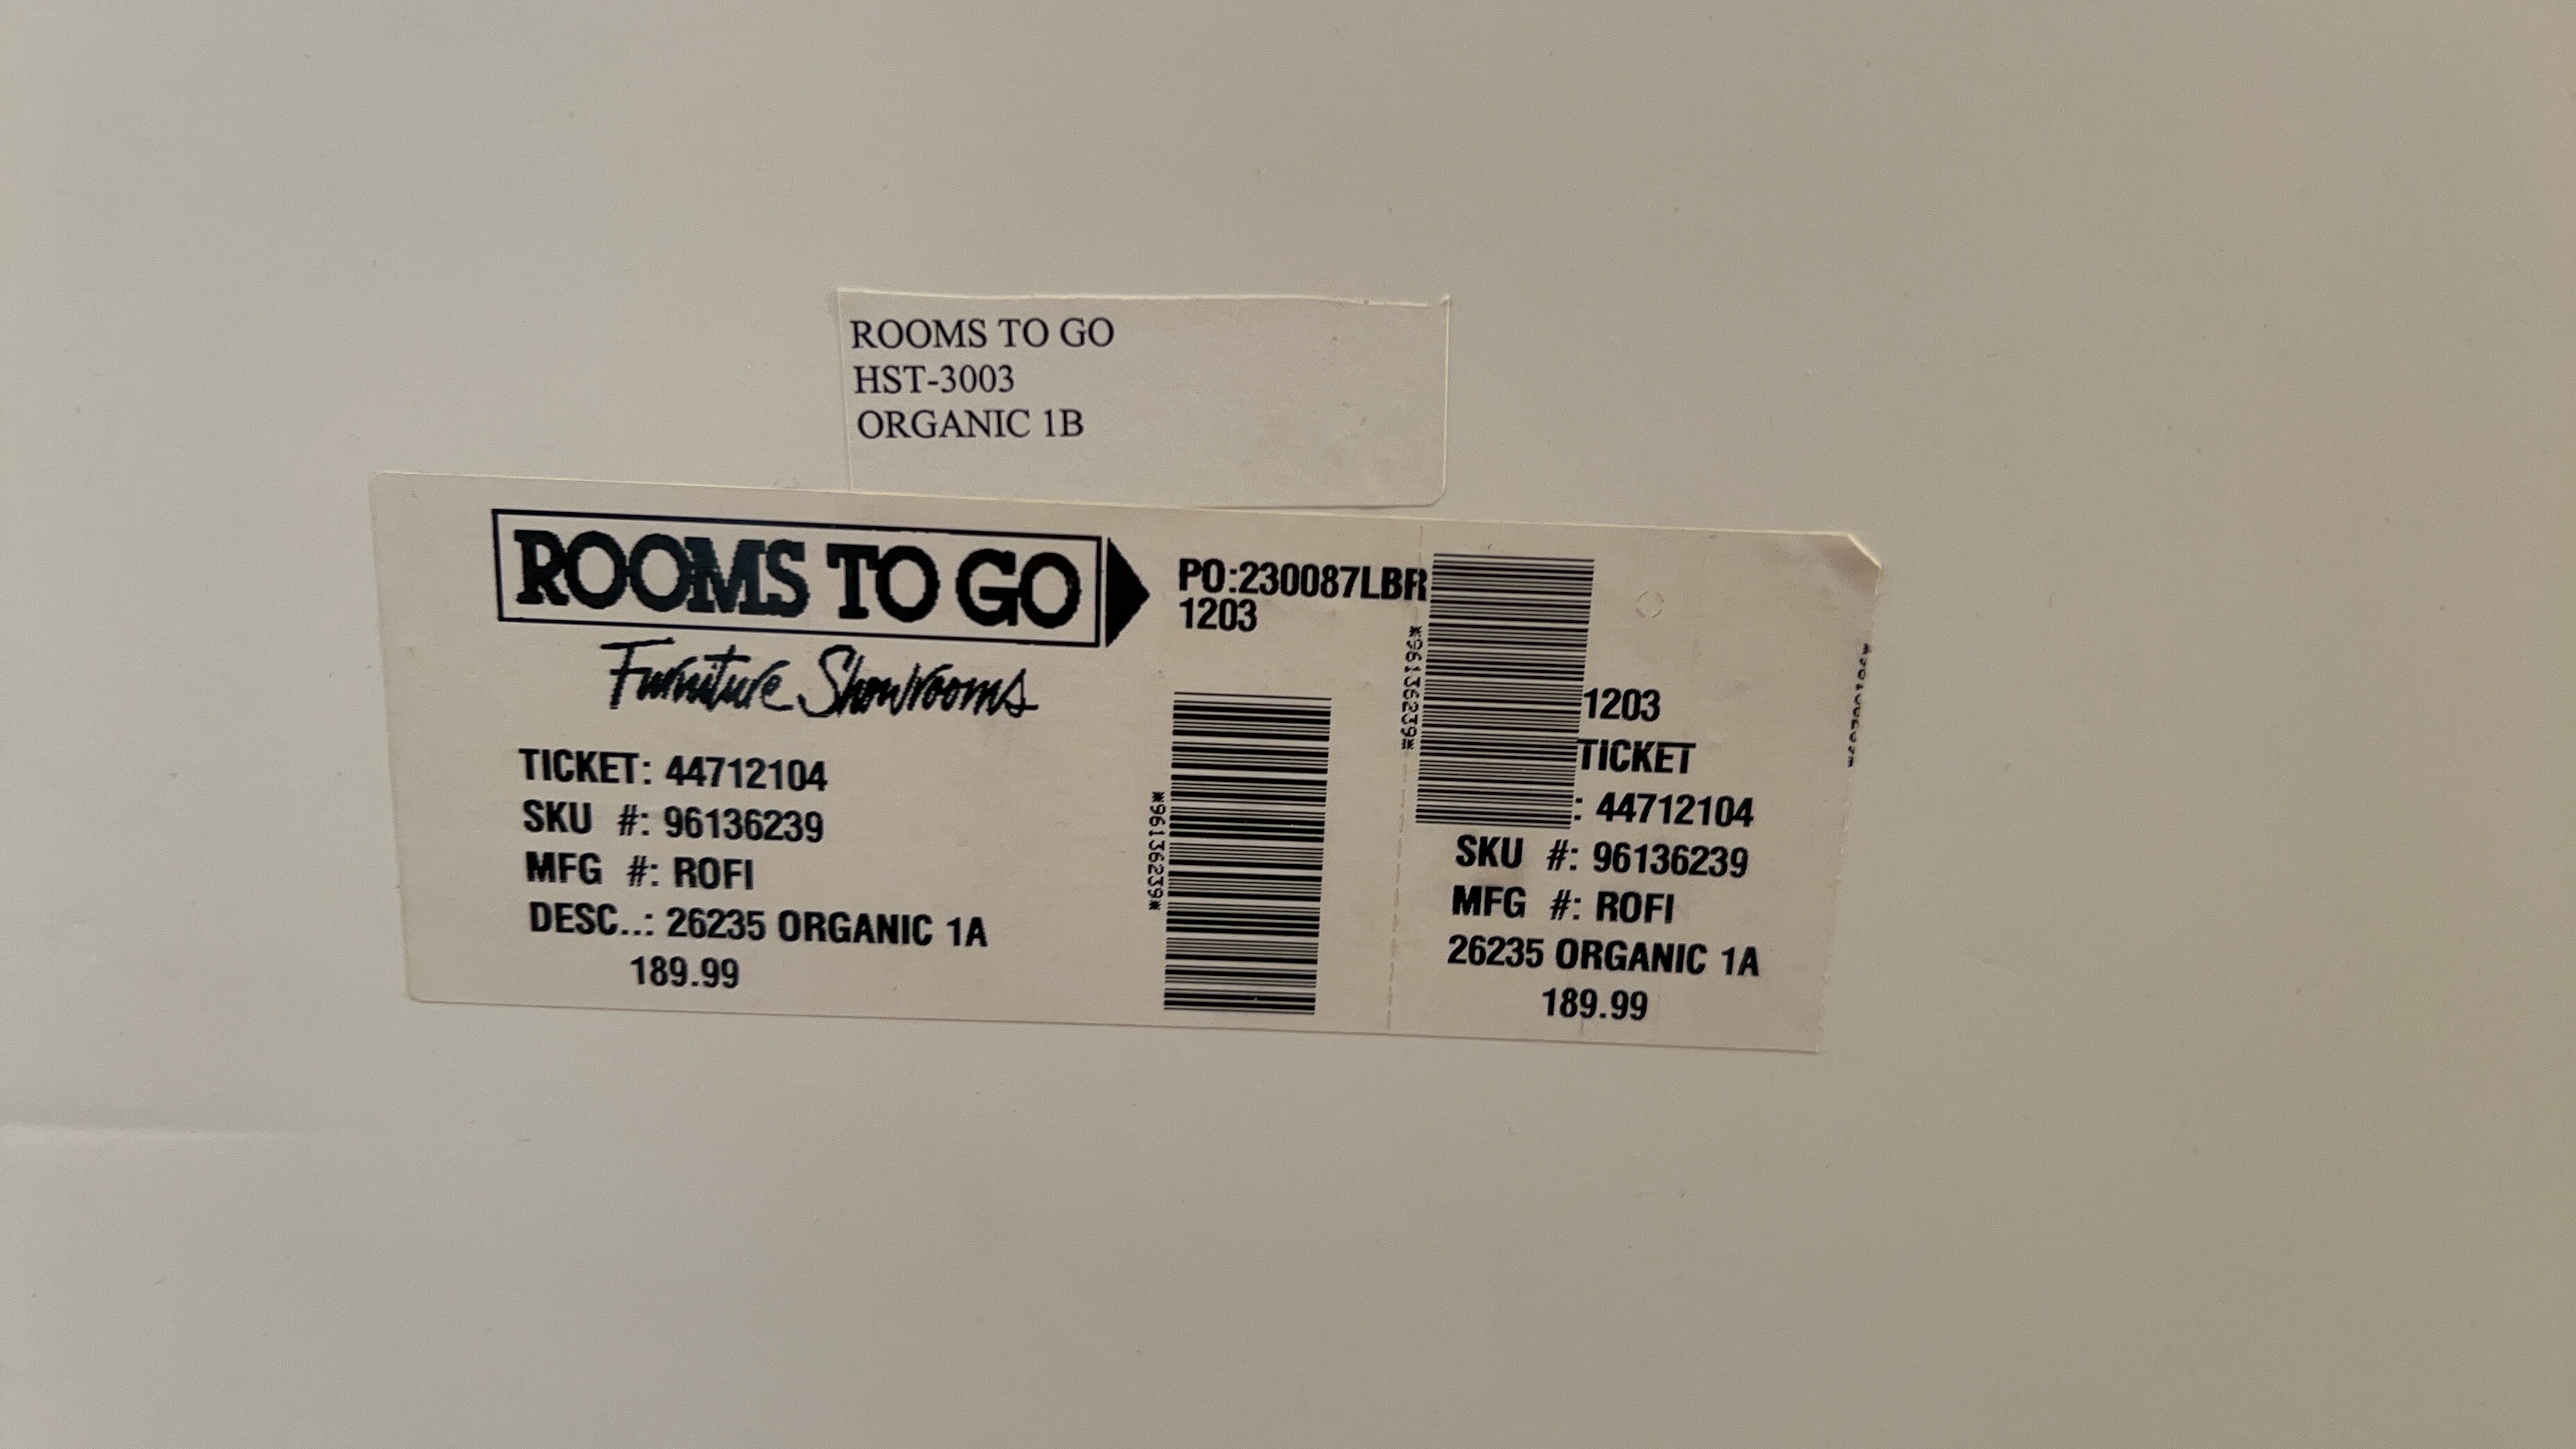 ROOMS TO GO
HST-3003
ORGANIC 1B
ROOMS TO GO
Furniture Showrooms
PO:230087LBR
1203
TICKET: 44712104
SKU #: 96136239
MFG #: ROFI
DESC..: 26235 ORGANIC 1A
189.99
*96136239*
*96136239*
1203
TICKET
: 44712104
SKU #: 96136239
MFG #: ROFI
26235 ORGANIC 1A
189.99